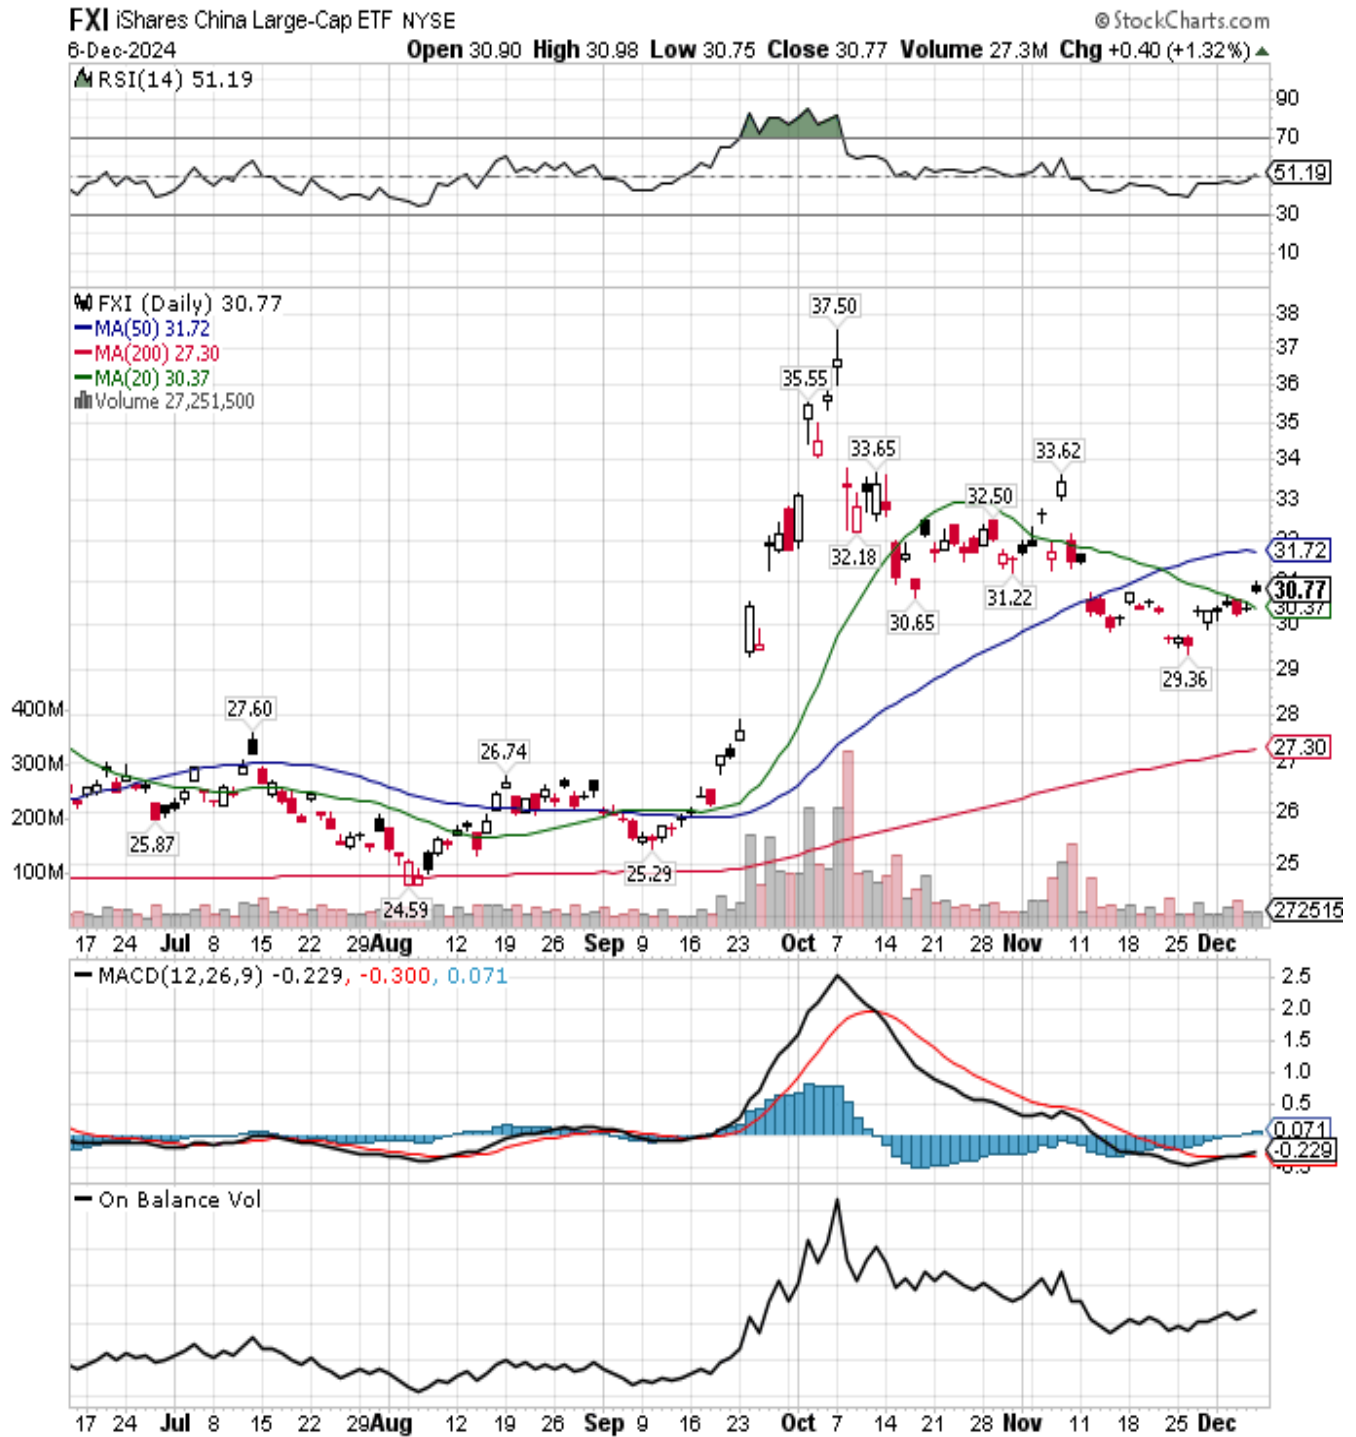 FXI iShares China Large-Cap ETF NYSE © StockCharts.com
6-Dec-2024 Open 30.90 High 30.98 Low 30.75 Close 30.77 Volume 27.3M Chg +0.40 (+1.32%)
RSI(14) 51.19
90
70
51.19
30
10
FXI (Daily) 30.77
MA(50) 31.72
MA(200) 27.30
MA(20) 30.37
Volume 27,251,500
37.50
38
37
36
35.55
35
34
33.65
33.62
33
32.50
32.18
31.72
31.22
30.77
30.37
30.65
30
29.36
29
28
27.60
27.30
27
26.74
26
25.87
25.29
25
24.59
400M
300M
200M
100M
272515
17 24 Jul 8 15 22 29 Aug 12 19 26 Sep 9 16 23 Oct 7 14 21 28 Nov 11 18 25 Dec
MACD(12,26,9) -0.229, -0.300, 0.071
2.5
2.0
1.5
1.0
0.5
0.071
-0.229
On Balance Vol
17 24 Jul 8 15 22 29 Aug 12 19 26 Sep 9 16 23 Oct 7 14 21 28 Nov 11 18 25 Dec